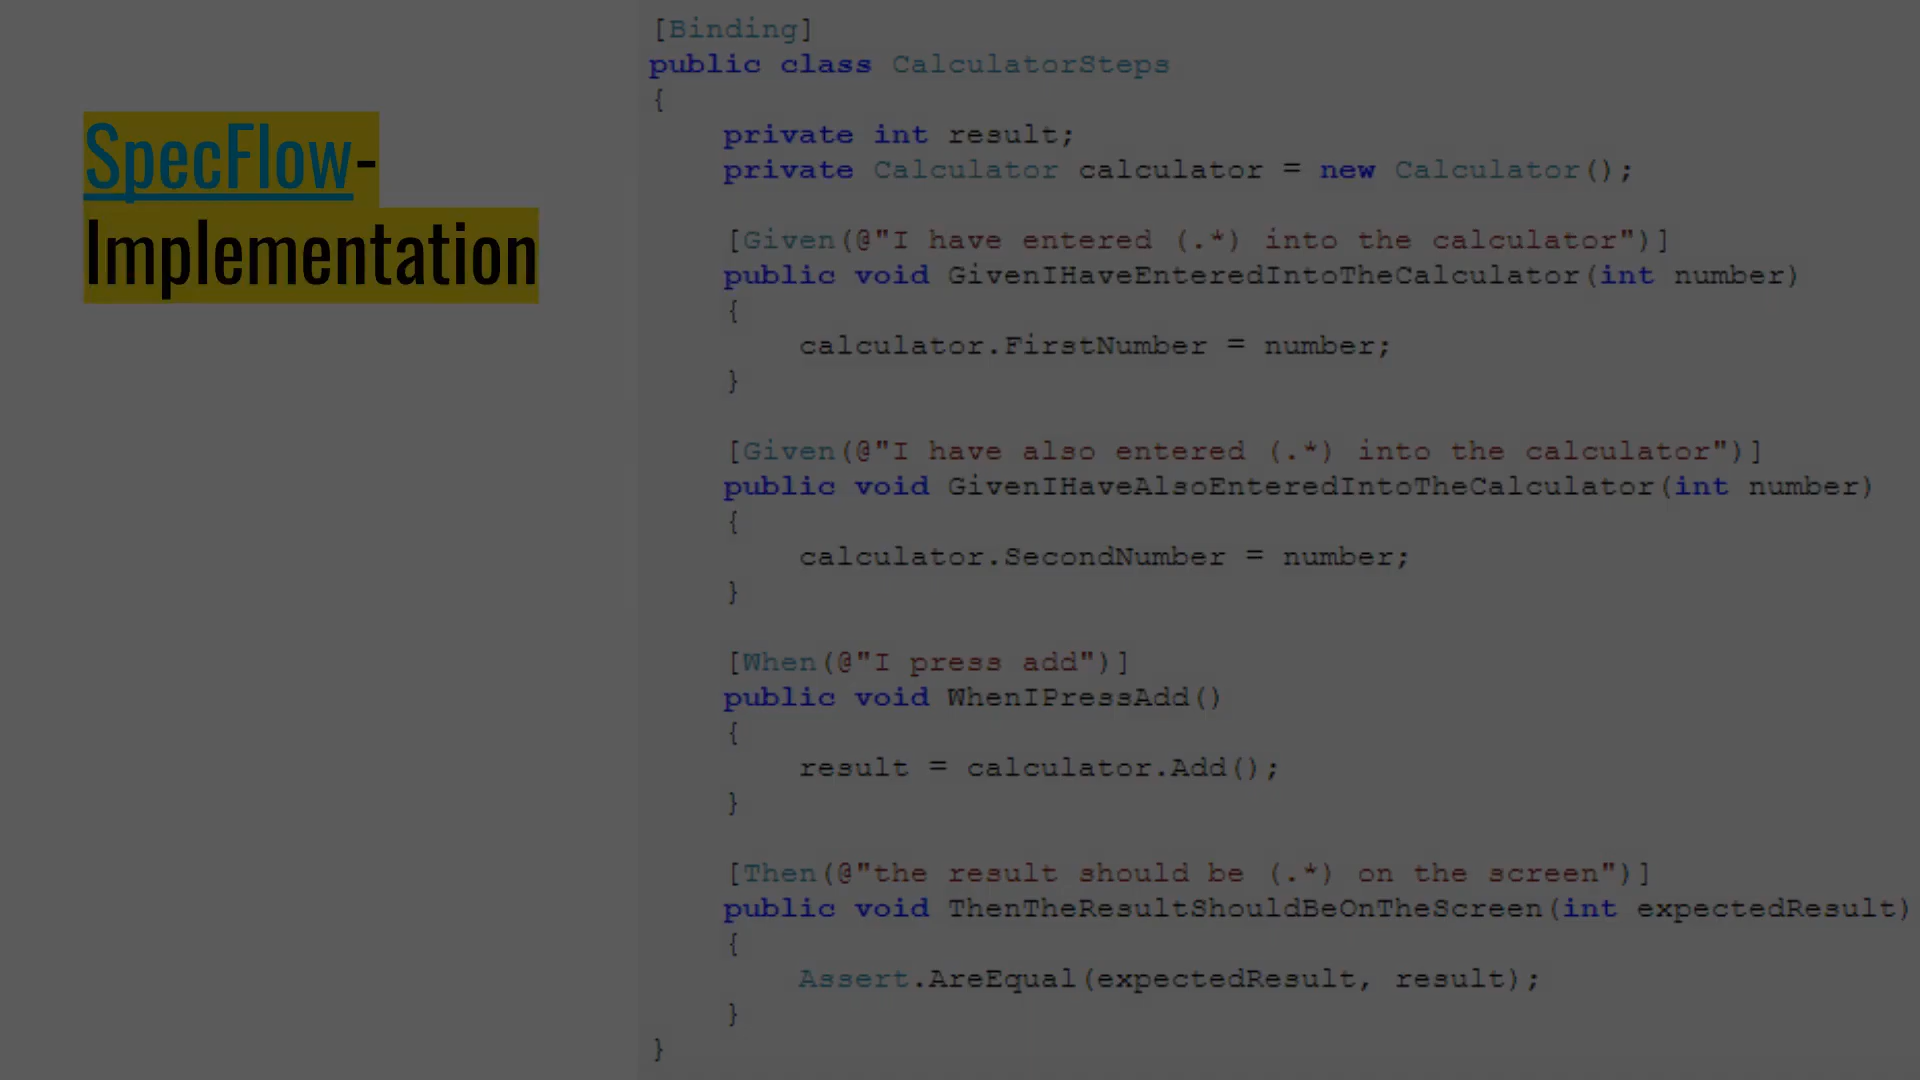 SpecFlow-
Implementation
[Binding]
public class CalculatorSteps
{
    private int result;
    private Calculator calculator = new Calculator();

    [Given(@"I have entered (.*) into the calculator")]
    public void GivenIHaveEnteredIntoTheCalculator(int number)
    {
        calculator.FirstNumber = number;
    }

    [Given(@"I have also entered (.*) into the calculator")]
    public void GivenIHaveAlsoEnteredIntoTheCalculator(int number)
    {
        calculator.SecondNumber = number;
    }

    [When(@"I press add")]
    public void WhenIPressAdd()
    {
        result = calculator.Add();
    }

    [Then(@"the result should be (.*) on the screen")]
    public void ThenTheResultShouldBeOnTheScreen(int expectedResult)
    {
        Assert.AreEqual(expectedResult, result);
    }
}